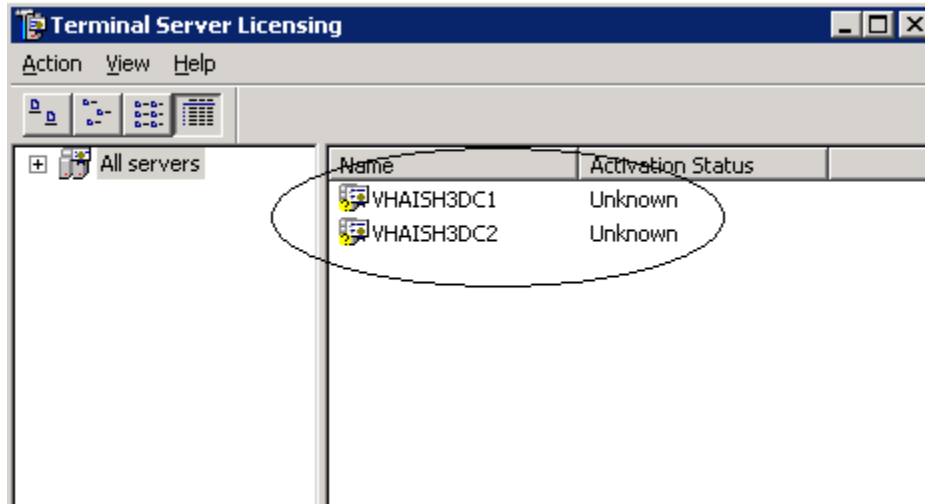 Terminal Server Licensing
Action View Help
All servers
Name Activation Status
VHAISH3DC1 Unknown
VHAISH3DC2 Unknown